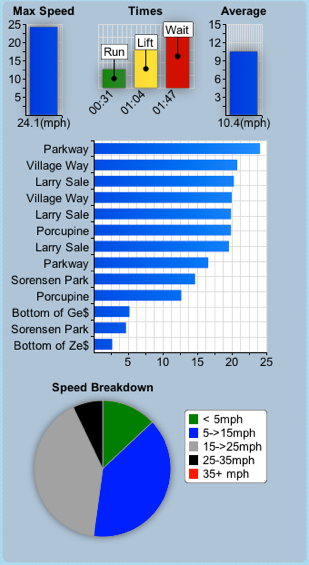 Max Speed
Times
Average
25
20
15
10
5
24.1(mph)
Run
Lift
Wait
00:31
01:04
01:47
15
12
9
6
3
10.4(mph)
Parkway
Village Way
Larry Sale
Village Way
Larry Sale
Porcupine
Larry Sale
Parkway
Sorensen Park
Porcupine
Bottom of Ge$
Sorensen Park
Bottom of Ze$
5
10
15
20
25
Speed Breakdown
< 5mph
5->15mph
15->25mph
25-35mph
35+ mph